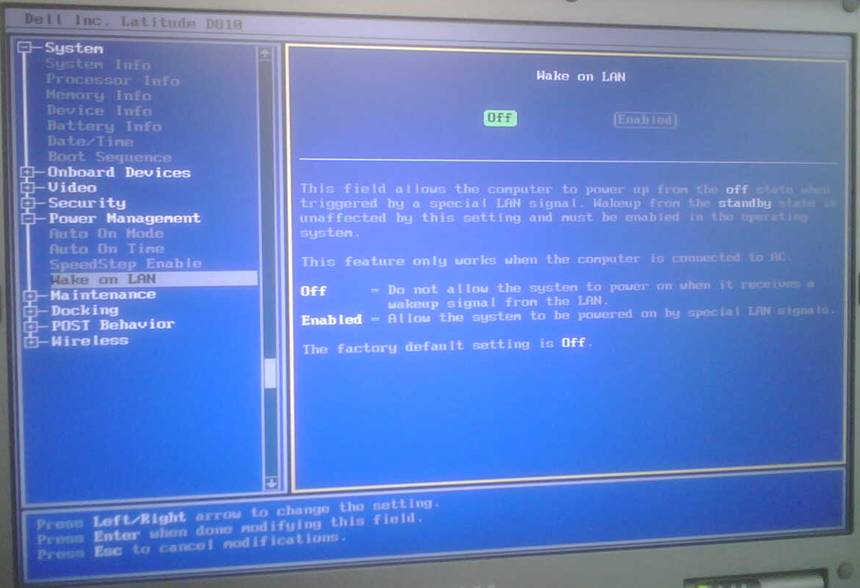 Dell Inc. Latitude D810
System
System Info
Processor Info
Memory Info
Device Info
Battery Info
Date/Time
Boot Sequence
Onboard Devices
Video
Security
Power Management
Auto On Mode
Auto On Time
SpeedStep Enable
Wake on LAN
Maintenance
Docking
POST Behavior
Wireless
Wake on LAN
Off Enabled
This field allows the computer to power up from the off state when
triggered by a special LAN signal. Wakeup from the standby state is
unaffected by this setting and must be enabled in the operating
system.
This feature only works when the computer is connected to AC.
Off = Do not allow the system to power on when it receives a
wakeup signal from the LAN.
Enabled = Allow the system to be powered on by special LAN signals.
The factory default setting is Off.
Press Left/Right arrow to change the setting.
Press Enter when done modifying this field.
Press Esc to cancel modifications.